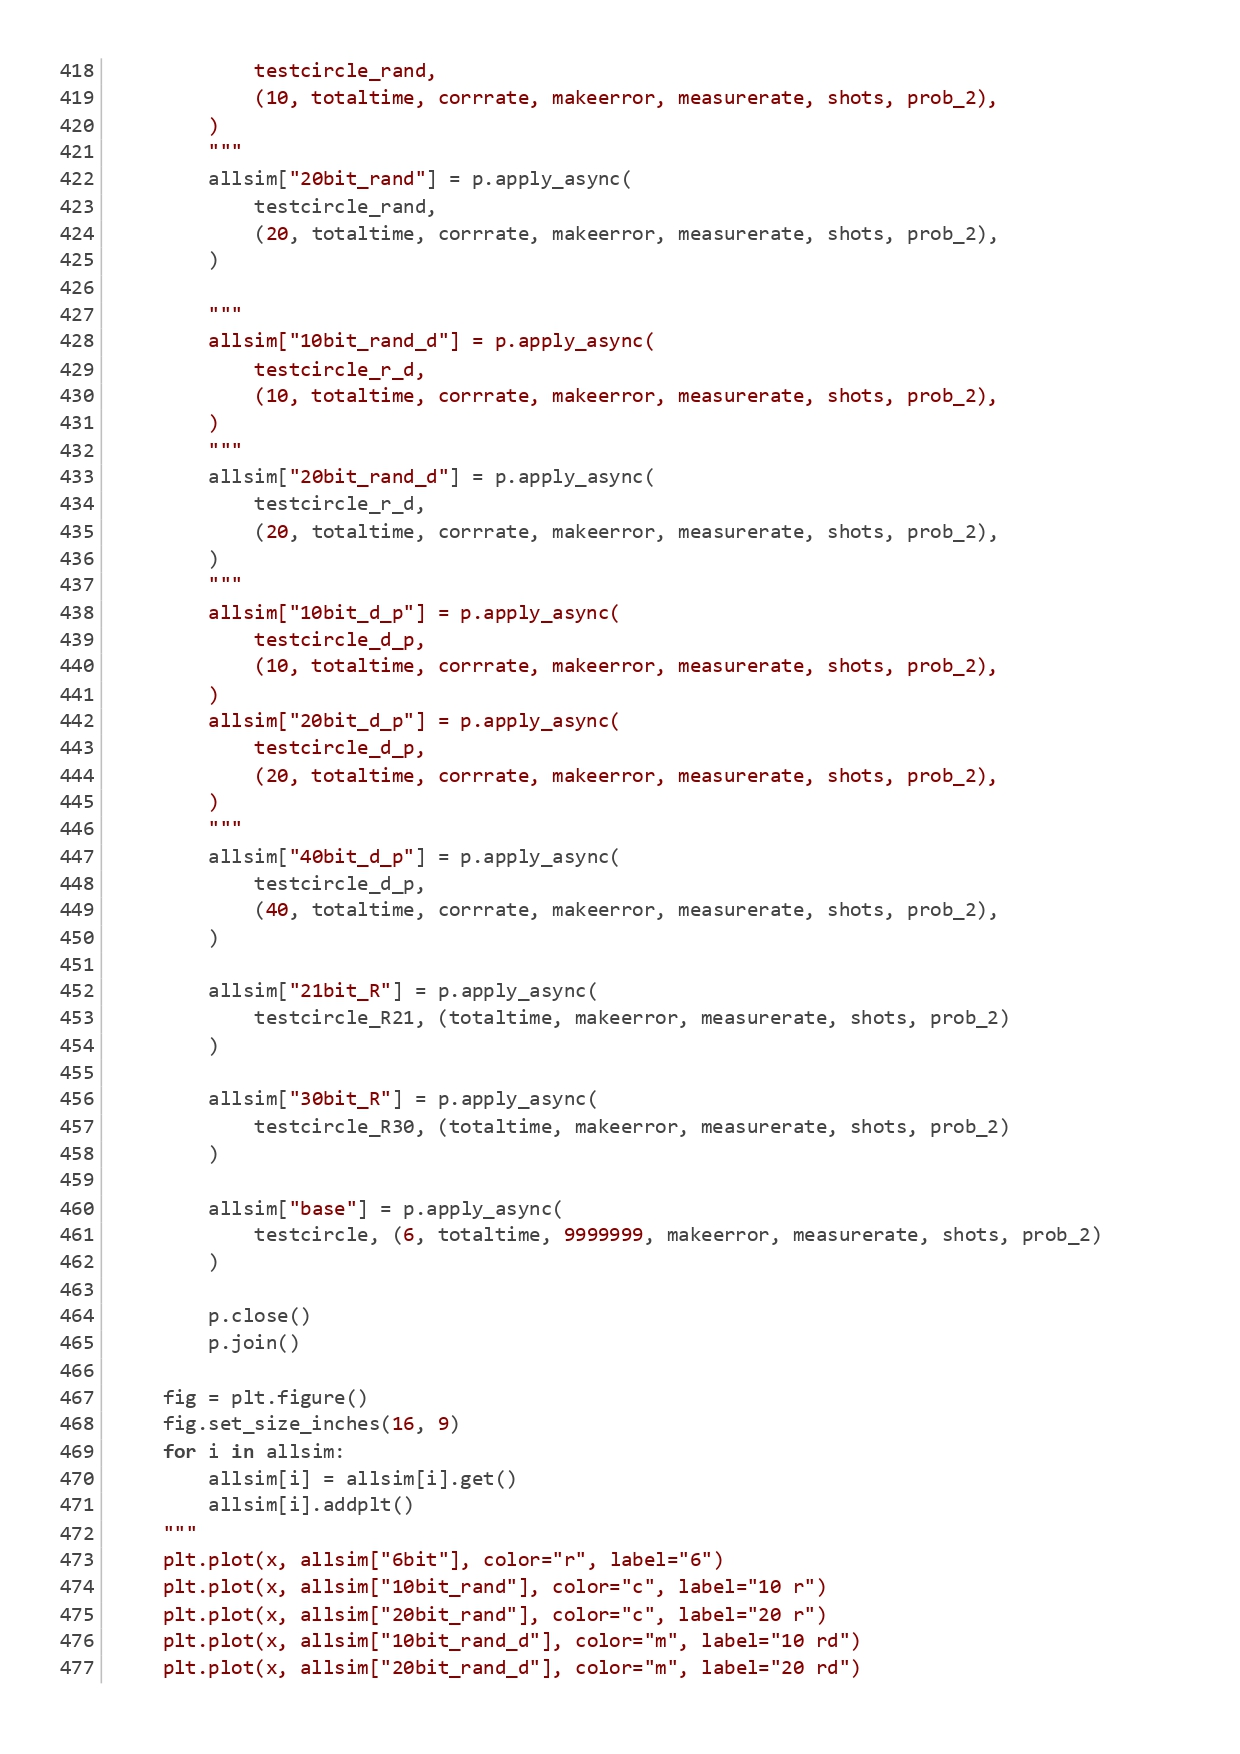 418             testcircle_rand,
419             (10, totaltime, corrrate, makeerror, measurerate, shots, prob_2),
420         )
421         """
422         allsim["20bit_rand"] = p.apply_async(
423             testcircle_rand,
424             (20, totaltime, corrrate, makeerror, measurerate, shots, prob_2),
425         )
426
427         """
428         allsim["10bit_rand_d"] = p.apply_async(
429             testcircle_r_d,
430             (10, totaltime, corrrate, makeerror, measurerate, shots, prob_2),
431         )
432         """
433         allsim["20bit_rand_d"] = p.apply_async(
434             testcircle_r_d,
435             (20, totaltime, corrrate, makeerror, measurerate, shots, prob_2),
436         )
437         """
438         allsim["10bit_d_p"] = p.apply_async(
439             testcircle_d_p,
440             (10, totaltime, corrrate, makeerror, measurerate, shots, prob_2),
441         )
442         allsim["20bit_d_p"] = p.apply_async(
443             testcircle_d_p,
444             (20, totaltime, corrrate, makeerror, measurerate, shots, prob_2),
445         )
446         """
447         allsim["40bit_d_p"] = p.apply_async(
448             testcircle_d_p,
449             (40, totaltime, corrrate, makeerror, measurerate, shots, prob_2),
450         )
451
452         allsim["21bit_R"] = p.apply_async(
453             testcircle_R21, (totaltime, makeerror, measurerate, shots, prob_2)
454         )
455
456         allsim["30bit_R"] = p.apply_async(
457             testcircle_R30, (totaltime, makeerror, measurerate, shots, prob_2)
458         )
459
460         allsim["base"] = p.apply_async(
461             testcircle, (6, totaltime, 9999999, makeerror, measurerate, shots, prob_2)
462         )
463
464         p.close()
465         p.join()
466
467     fig = plt.figure()
468     fig.set_size_inches(16, 9)
469     for i in allsim:
470         allsim[i] = allsim[i].get()
471         allsim[i].addplt()
472     """
473     plt.plot(x, allsim["6bit"], color="r", label="6")
474     plt.plot(x, allsim["10bit_rand"], color="c", label="10 r")
475     plt.plot(x, allsim["20bit_rand"], color="c", label="20 r")
476     plt.plot(x, allsim["10bit_rand_d"], color="m", label="10 rd")
477     plt.plot(x, allsim["20bit_rand_d"], color="m", label="20 rd")